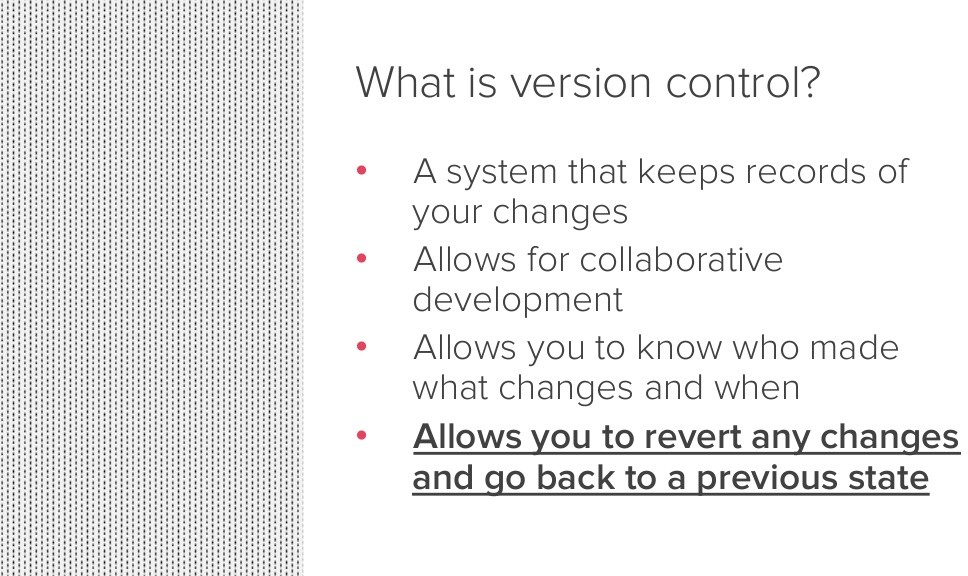 What is version control?
• A system that keeps records of
your changes
• Allows for collaborative
development
• Allows you to know who made
what changes and when
• Allows you to revert any changes
and go back to a previous state